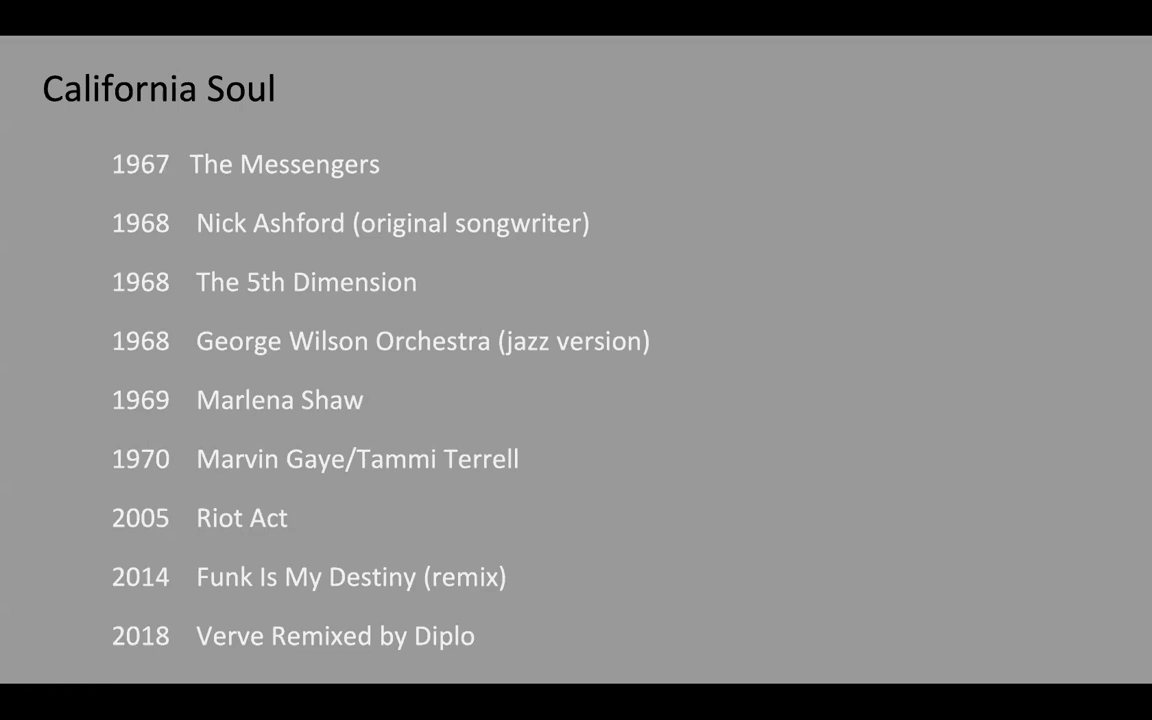 California Soul
1967 The Messengers
1968 Nick Ashford (original songwriter)
1968 The 5th Dimension
1968 George Wilson Orchestra (jazz version)
1969 Marlena Shaw
1970 Marvin Gaye/Tammi Terrell
2005 Riot Act
2014 Funk Is My Destiny (remix)
2018 Verve Remixed by Diplo